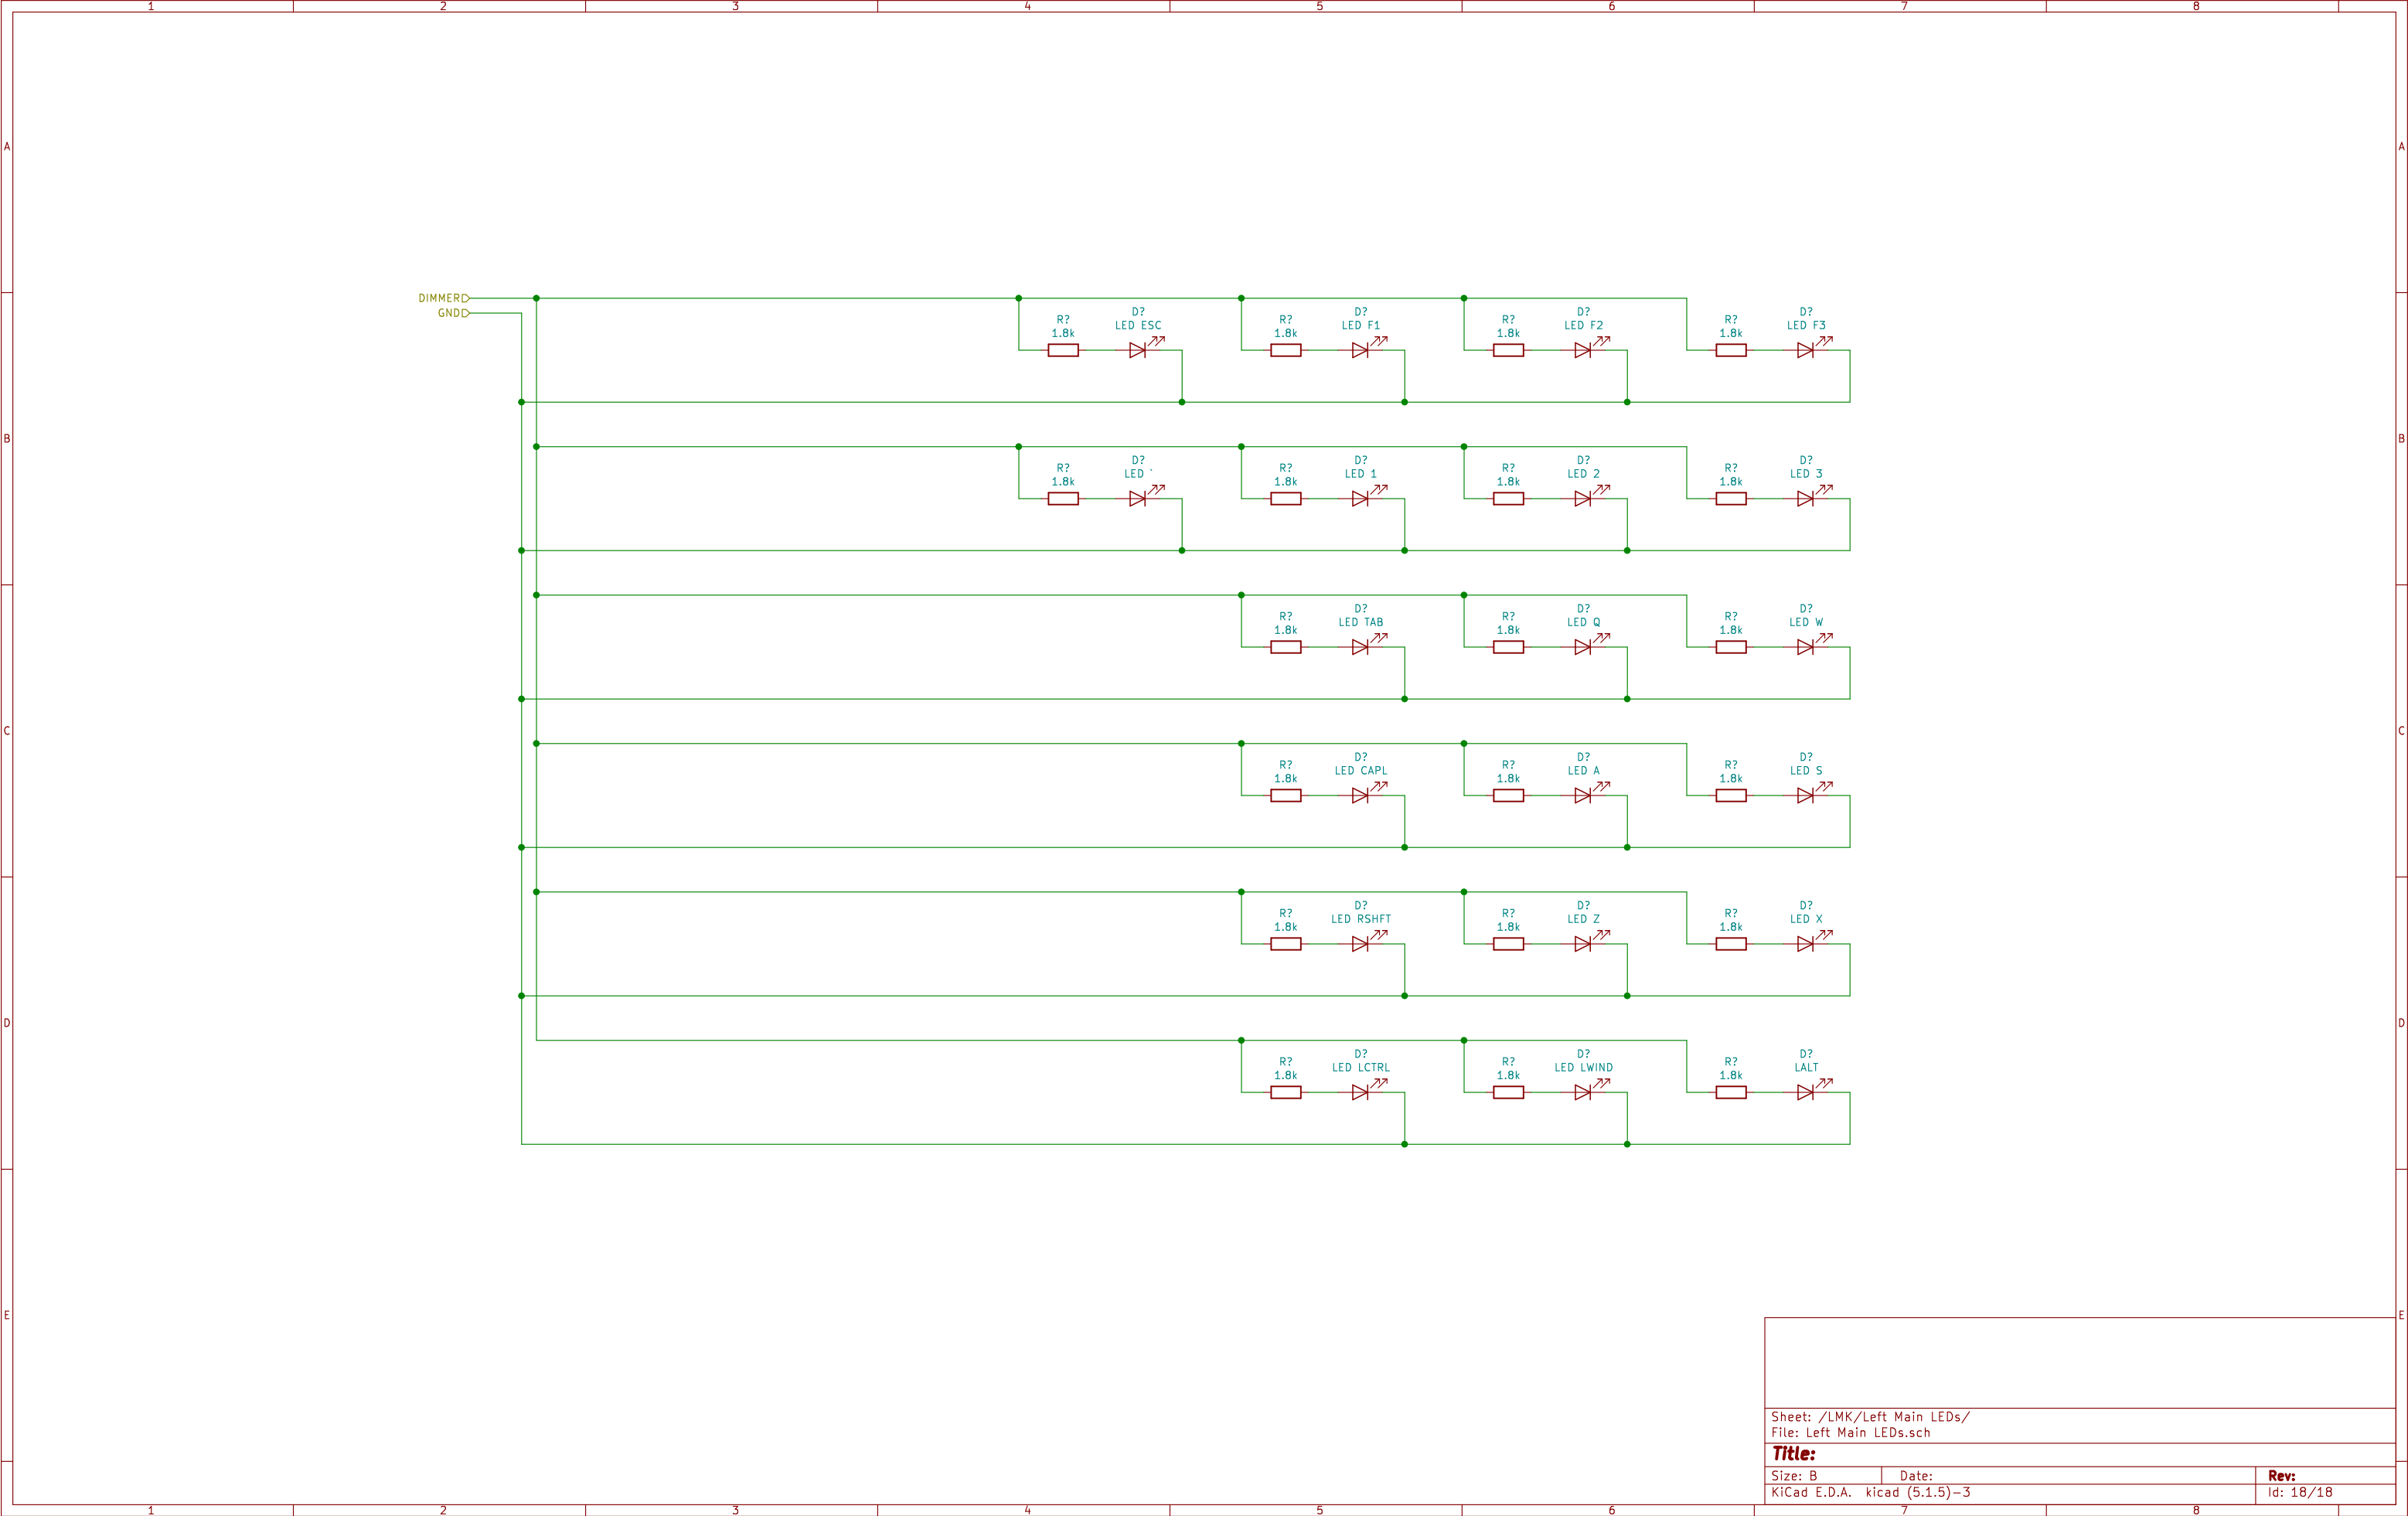 1 2 3 4 5 6 7 8
A A
DIMMER
GND
R? D? R? D? R? D? R? D?
1.8k LED ESC 1.8k LED F1 1.8k LED F2 1.8k LED F3
B B
R? D? R? D? R? D? R? D?
1.8k LED ` 1.8k LED 1 1.8k LED 2 1.8k LED 3
R? D? R? D? R? D?
1.8k LED TAB 1.8k LED Q 1.8k LED W
C C
R? D? R? D? R? D?
1.8k LED CAPL 1.8k LED A 1.8k LED S
R? D? R? D? R? D?
1.8k LED RSHFT 1.8k LED Z 1.8k LED X
D D
R? D? R? D? R? D?
1.8k LED LCTRL 1.8k LED LWIND 1.8k LALT
E E
Sheet: /LMK/Left Main LEDs/
File: Left Main LEDs.sch
Title:
Size: B Date: Rev:
KiCad E.D.A. kicad (5.1.5)-3 Id: 18/18
1 2 3 4 5 6 7 8